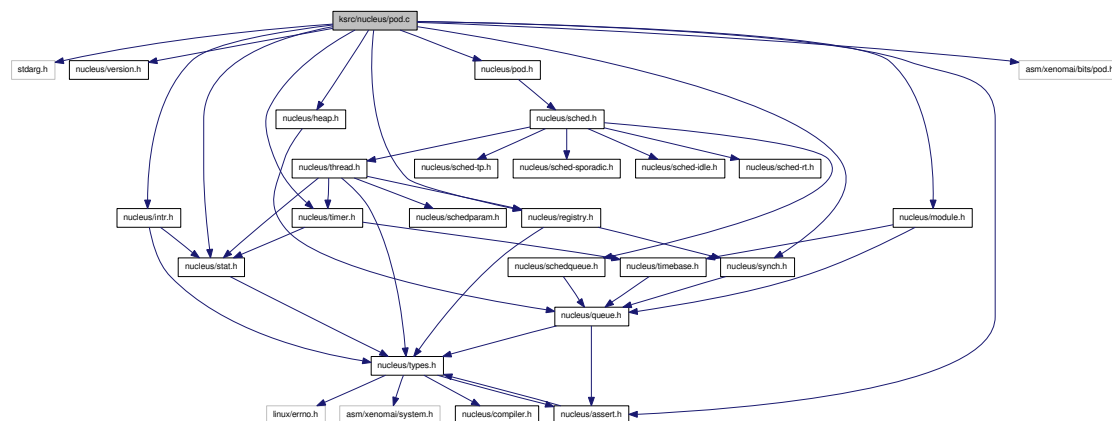 ksrc/nucleus/pod.c
stdarg.h
nucleus/version.h
nucleus/pod.h
asm/xenomai/bits/pod.h
nucleus/heap.h
nucleus/sched.h
nucleus/thread.h
nucleus/sched-tp.h
nucleus/sched-sporadic.h
nucleus/sched-idle.h
nucleus/sched-rt.h
nucleus/intr.h
nucleus/timer.h
nucleus/schedparam.h
nucleus/registry.h
nucleus/module.h
nucleus/stat.h
nucleus/schedqueue.h
nucleus/timebase.h
nucleus/synch.h
nucleus/queue.h
nucleus/types.h
linux/errno.h
asm/xenomai/system.h
nucleus/compiler.h
nucleus/assert.h